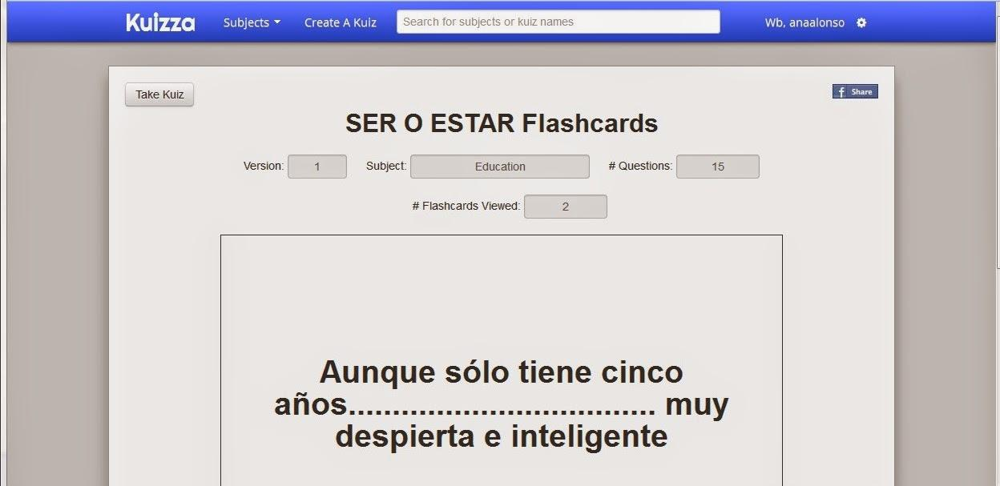 Kuizza Subjects Create A Kuiz Search for subjects or kuiz names Wb, anaalonso
Take Kuiz f Share
SER O ESTAR Flashcards
Version: 1 Subject: Education # Questions: 15
# Flashcards Viewed: 2
Aunque sólo tiene cinco
años................................... muy
despierta e inteligente